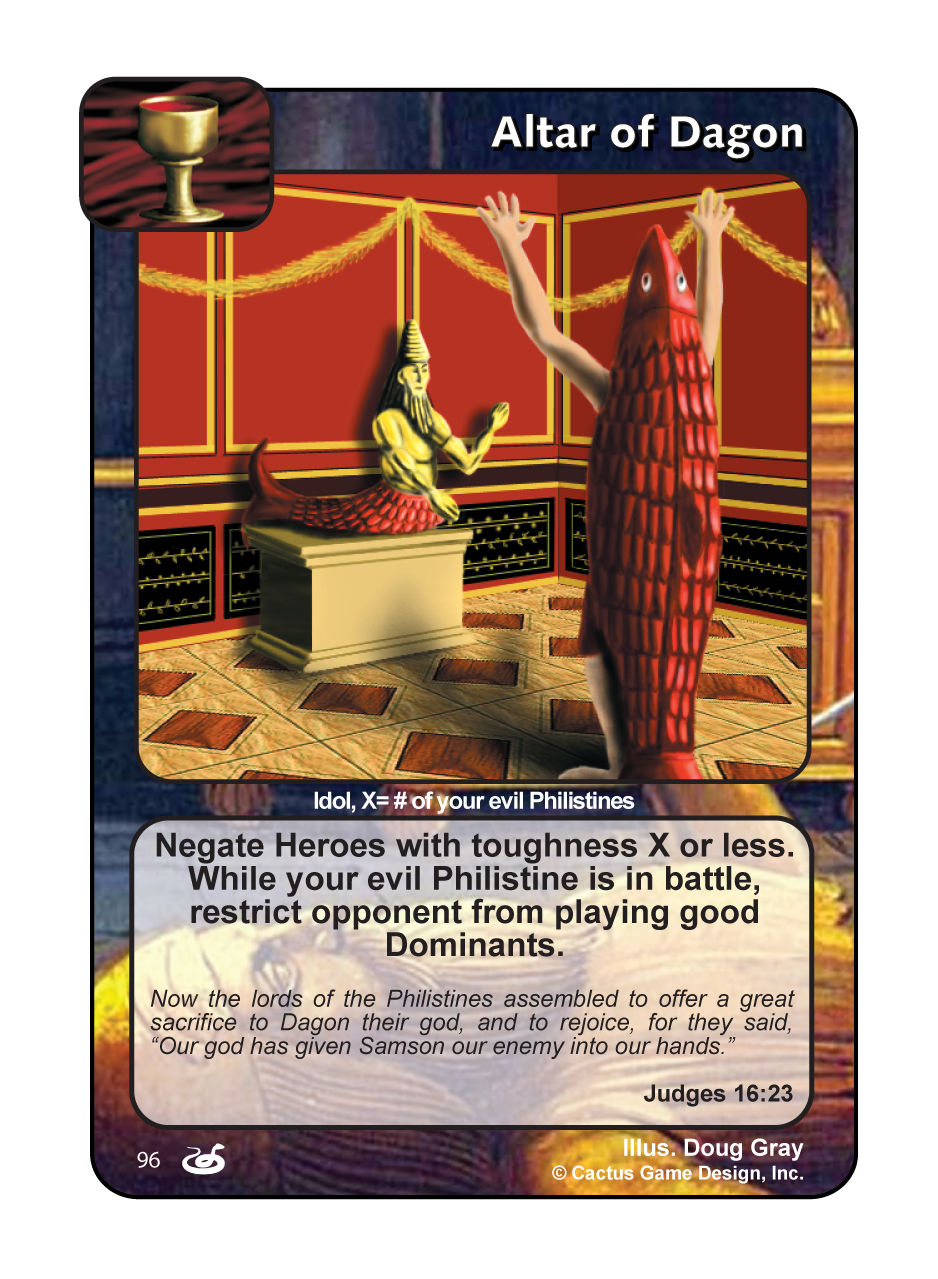 Altar of Dagon
Idol, X= # of your evil Philistines
Negate Heroes with toughness X or less.
While your evil Philistine is in battle,
restrict opponent from playing good
Dominants.
Now the lords of the Philistines assembled to offer a great
sacrifice to Dagon their god, and to rejoice, for they said,
“Our god has given Samson our enemy into our hands.”
Judges 16:23
96
Illus. Doug Gray
© Cactus Game Design, Inc.